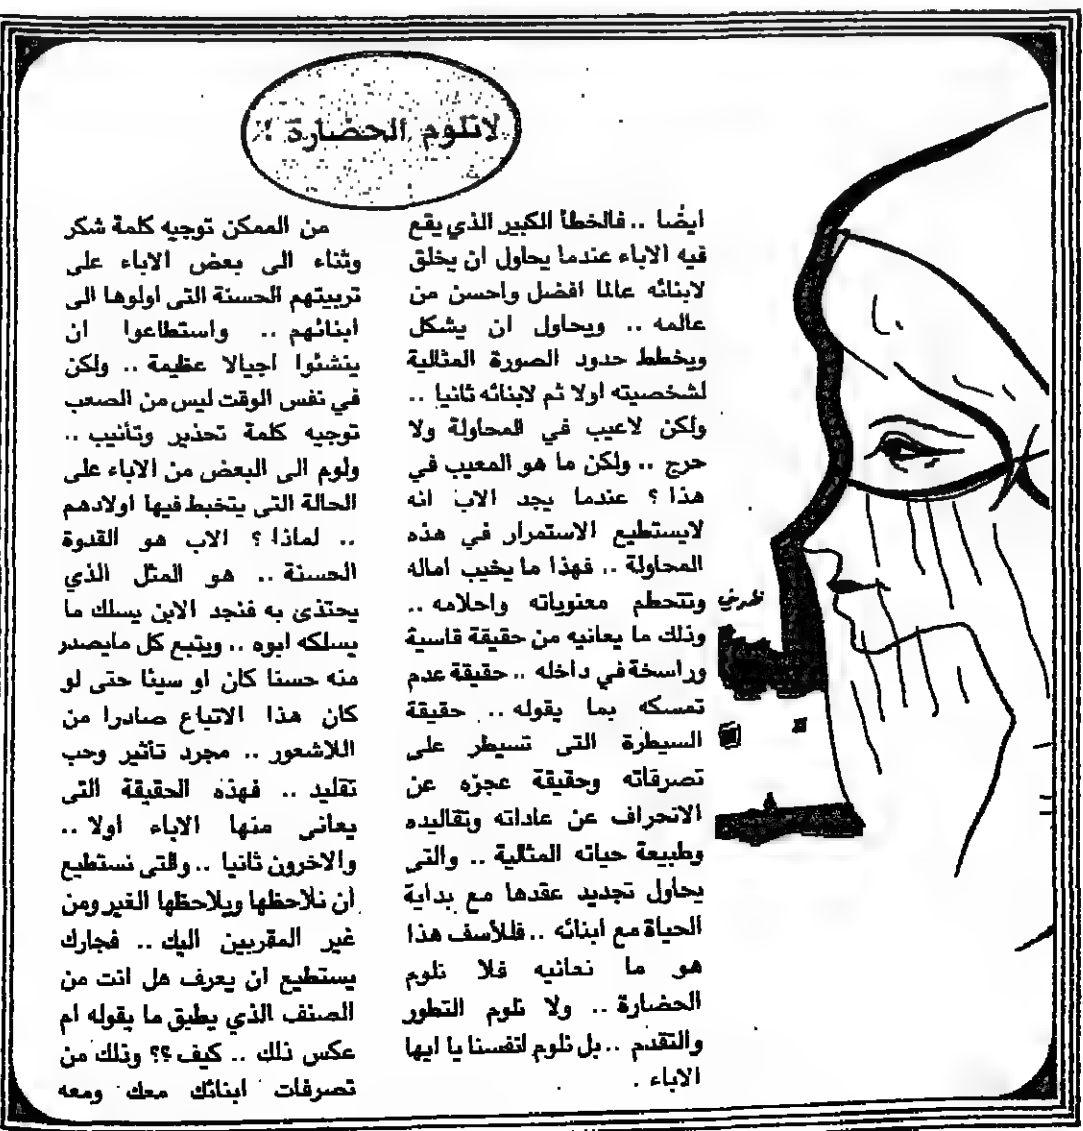 لاتلوم الحضارة !
من الممكن توجيه كلمة شكر
وثناء الى بعض الاباء على
تربيتهم الحسنة التى اولوها الى
ابنائهم .. واستطاعوا ان
ينشئوا اجيالا عظيمة .. ولكن
في نفس الوقت ليس من الصعب
توجيه كلمة تحذير وتأنيب ..
ولوم الى البعض من الاباء على
الحالة التى يتخبط فيها اولادهم
.. لماذا ؟ الاب هو القدوة
الحسنة .. هو المثل الذي
يحتذى به فنجد الابن يسلك ما
يسلكه ابوه .. ويتبع كل مايصدر
منه حسنا كان او سيئا حتى لو
كان هذا الاتباع صادرا من
اللاشعور .. مجرد تأثير وحب
تقليد .. فهذه الحقيقة التى
يعانى منها الاباء اولا ..
والاخرون ثانيا .. والتى نستطيع
ان نلاحظها ويلاحظها الغير ومن
غير المقربين اليك .. فجارك
يستطيع ان يعرف هل انت من
الصنف الذي يطبق ما يقوله ام
عكس ذلك .. كيف ؟؟ وذلك من
تصرفات ابنائك معك ومعه
ايضا .. فالخطأ الكبير الذي يقع
فيه الاباء عندما يحاول ان يخلق
لابنائه عالما افضل واحسن من
عالمه .. ويحاول ان يشكل
ويخطط حدود الصورة المثالية
لشخصيته اولا ثم لابنائه ثانيا ..
ولكن لاعيب في المحاولة ولا
حرج .. ولكن ما هو المعيب في
هذا ؟ عندما يجد الاب انه
لايستطيع الاستمرار في هذه
المحاولة .. فهذا ما يخيب اماله
وتتحطم معنوياته واحلامه ..
وذلك ما يعانيه من حقيقة قاسية
وراسخة في داخله .. حقيقة عدم
تمسكه بما يقوله .. حقيقة
السيطرة التى تسيطر على
تصرفاته وحقيقة عجزه عن
الانحراف عن عاداته وتقاليده
وطبيعة حياته المثالية .. والتى
يحاول تجديد عقدها مع بداية
الحياة مع ابنائه .. فللأسف هذا
هو ما نعانيه فلا نلوم
الحضارة .. ولا نلوم التطور
والتقدم .. بل نلوم انفسنا يا ايها
الاباء .